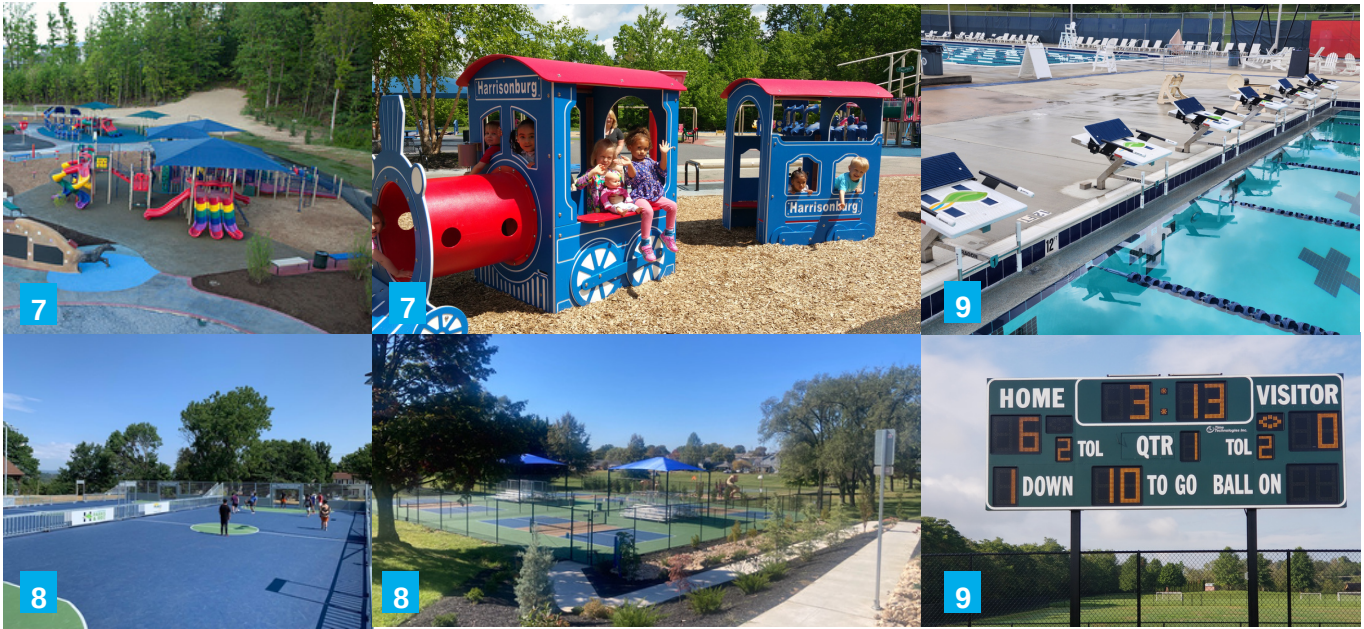 7
Harrisonburg
Harrisonburg
7
12"
9
8
8
HOME
3:13
VISITOR
6
2 TOL
QTR 1
TOL 2
0
1 DOWN
10 TO GO
BALL ON
9